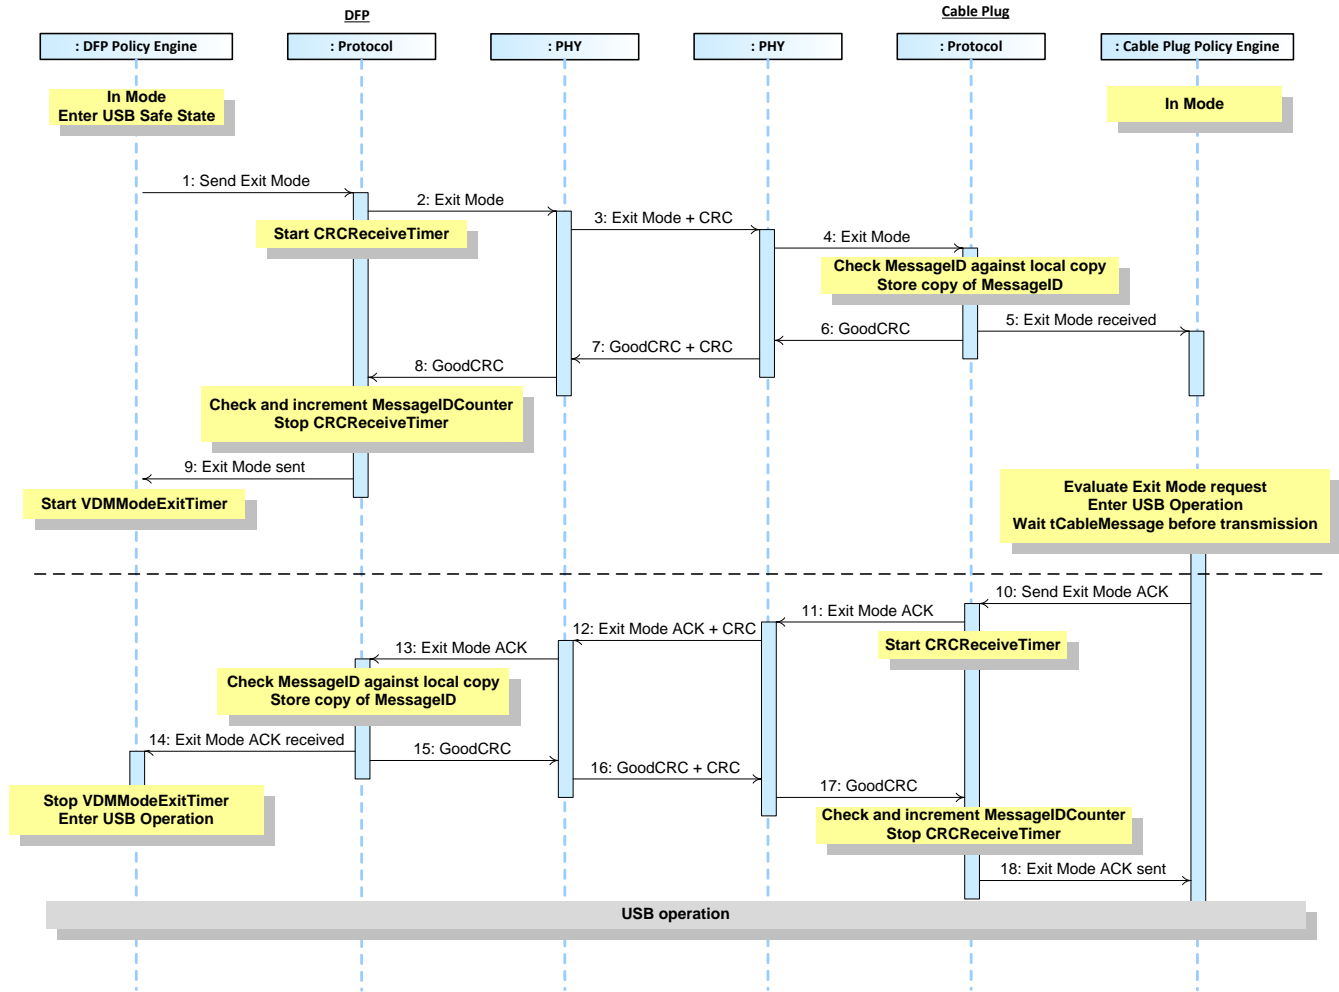 DFP
Cable Plug
: DFP Policy Engine
: Protocol
: PHY
: PHY
: Protocol
: Cable Plug Policy Engine
In Mode
Enter USB Safe State
In Mode
1: Send Exit Mode
2: Exit Mode
3: Exit Mode + CRC
Start CRCReceiveTimer
4: Exit Mode
Check MessageID against local copy
Store copy of MessageID
5: Exit Mode received
6: GoodCRC
7: GoodCRC + CRC
8: GoodCRC
Check and increment MessageIDCounter
Stop CRCReceiveTimer
9: Exit Mode sent
Start VDMModeExitTimer
Evaluate Exit Mode request
Enter USB Operation
Wait tCableMessage before transmission
10: Send Exit Mode ACK
11: Exit Mode ACK
12: Exit Mode ACK + CRC
Start CRCReceiveTimer
13: Exit Mode ACK
Check MessageID against local copy
Store copy of MessageID
14: Exit Mode ACK received
15: GoodCRC
16: GoodCRC + CRC
17: GoodCRC
Stop VDMModeExitTimer
Enter USB Operation
Check and increment MessageIDCounter
Stop CRCReceiveTimer
18: Exit Mode ACK sent
USB operation